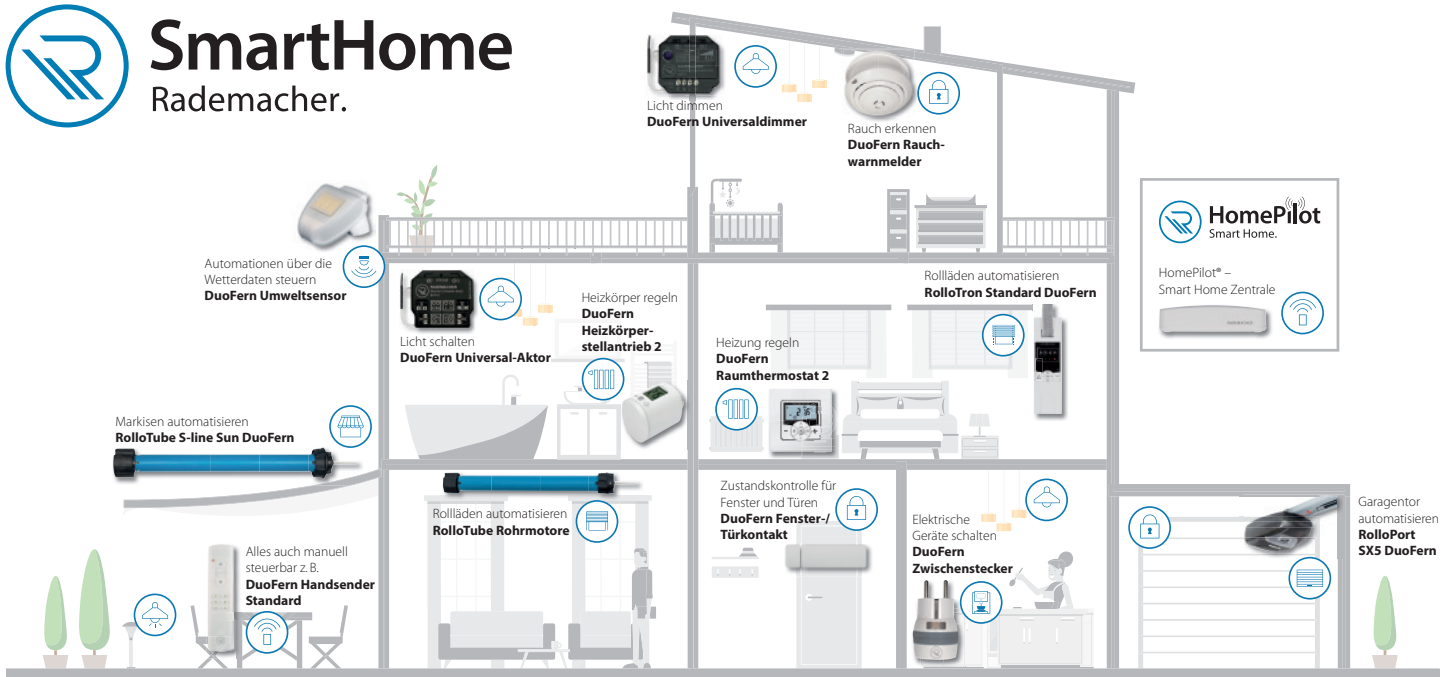 SmartHome
Rademacher.
Licht dimmen
DuoFern Universaldimmer
Rauch erkennen
DuoFern Rauch-
warnmelder
Automationen über die
Wetterdaten steuern
DuoFern Umweltsensor
Licht schalten
DuoFern Universal-Aktor
Heizkörper regeln
DuoFern
Heizkörper-
stellantrieb 2
Heizung regeln
DuoFern
Raumthermostat 2
Rollläden automatisieren
RolloTron Standard DuoFern
HomePilot
Smart Home.
HomePilot® –
Smart Home Zentrale
Markisen automatisieren
RolloTube S-line Sun DuoFern
Rollläden automatisieren
RolloTube Rohrmotore
Zustandskontrolle für
Fenster und Türen
DuoFern Fenster-/
Türkontakt
Elektrische
Geräte schalten
DuoFern
Zwischenstecker
Garagentor
automatisieren
RolloPort
SX5 DuoFern
Alles auch manuell
steuerbar z. B.
DuoFern Handsender
Standard